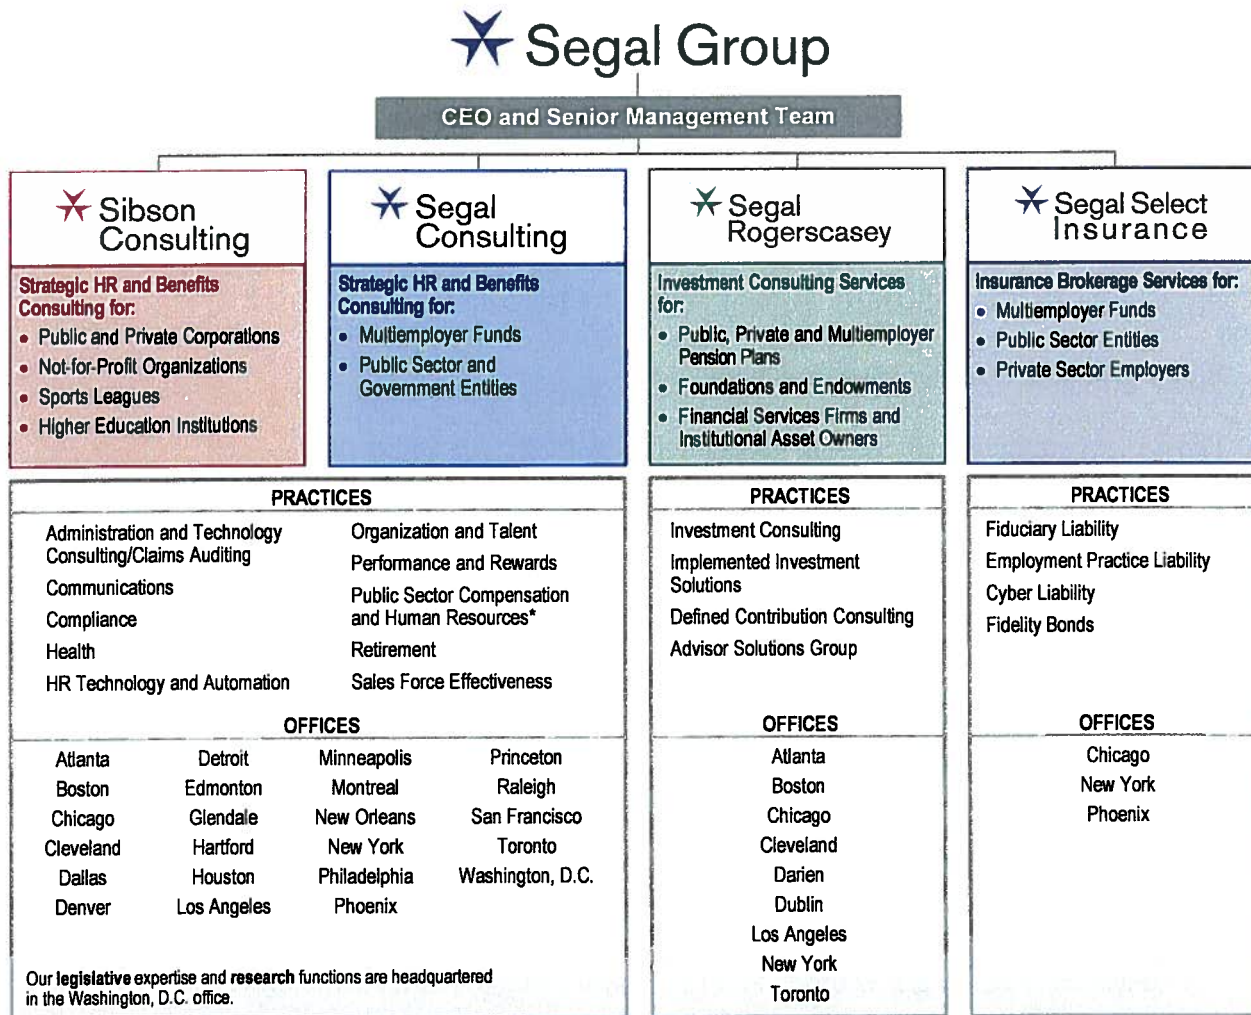 Segal Group
CEO and Senior Management Team
Sibson
Consulting
Strategic HR and Benefits
Consulting for:
• Public and Private Corporations
• Not-for-Profit Organizations
• Sports Leagues
• Higher Education Institutions
Segal
Consulting
Strategic HR and Benefits
Consulting for:
• Multiemployer Funds
• Public Sector and
Government Entities
Segal
Rogerscasey
Investment Consulting Services
for:
• Public, Private and Multiemployer
Pension Plans
• Foundations and Endowments
• Financial Services Firms and
Institutional Asset Owners
Segal Select
Insurance
Insurance Brokerage Services for:
• Multiemployer Funds
• Public Sector Entities
• Private Sector Employers
PRACTICES
Administration and Technology
Consulting/Claims Auditing
Communications
Compliance
Health
HR Technology and Automation
Organization and Talent
Performance and Rewards
Public Sector Compensation
and Human Resources*
Retirement
Sales Force Effectiveness
OFFICES
Atlanta
Boston
Chicago
Cleveland
Dallas
Denver
Detroit
Edmonton
Glendale
Hartford
Houston
Los Angeles
Minneapolis
Montreal
New Orleans
New York
Philadelphia
Phoenix
Princeton
Raleigh
San Francisco
Toronto
Washington, D.C.
Our legislative expertise and research functions are headquartered
in the Washington, D.C. office.
PRACTICES
Investment Consulting
Implemented Investment
Solutions
Defined Contribution Consulting
Advisor Solutions Group
OFFICES
Atlanta
Boston
Chicago
Cleveland
Darien
Dublin
Los Angeles
New York
Toronto
PRACTICES
Fiduciary Liability
Employment Practice Liability
Cyber Liability
Fidelity Bonds
OFFICES
Chicago
New York
Phoenix